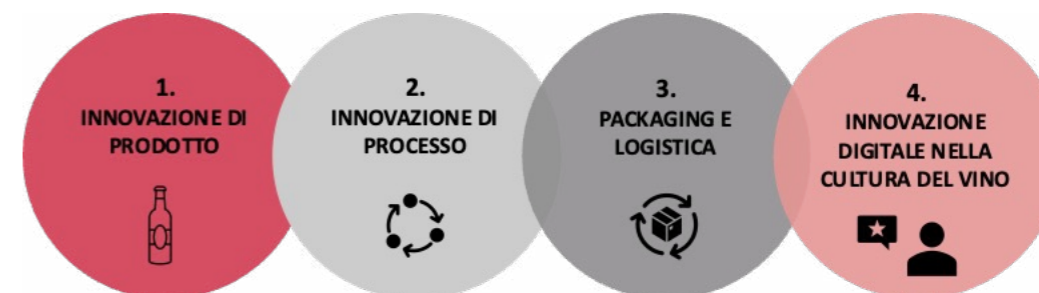 1.
INNOVAZIONE DI
PRODOTTO
2.
INNOVAZIONE DI
PROCESSO
3.
PACKAGING E
LOGISTICA
4.
INNOVAZIONE
DIGITALE NELLA
CULTURA DEL VINO